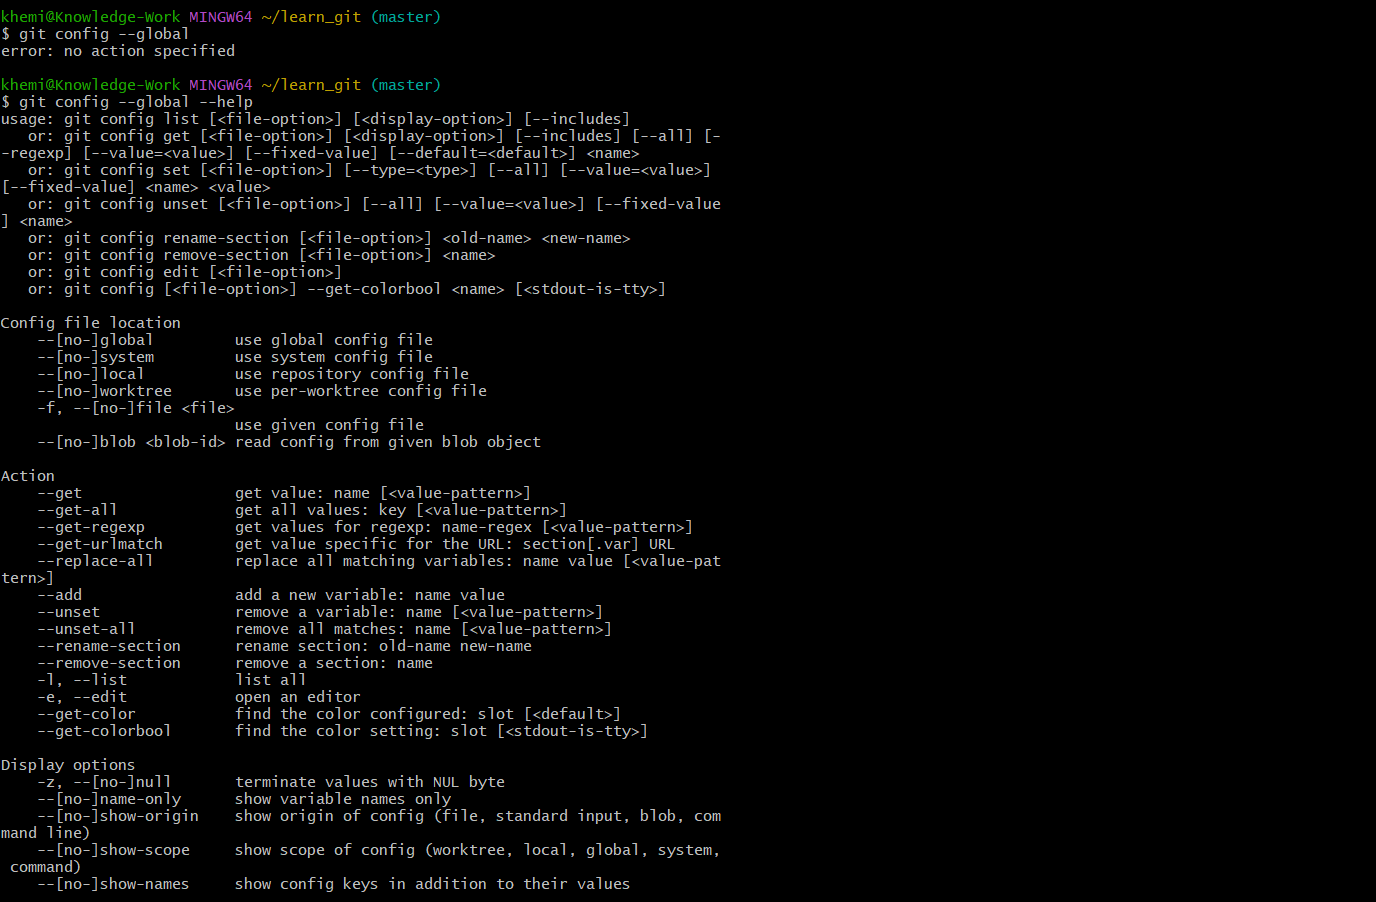 khemi@Knowledge-Work MINGW64 ~/learn_git (master)
$ git config --global
error: no action specified

khemi@Knowledge-Work MINGW64 ~/learn_git (master)
$ git config --global --help
usage: git config list [<file-option>] [<display-option>] [--includes]
   or: git config get [<file-option>] [<display-option>] [--includes] [--all] [-
-regexp] [--value=<value>] [--fixed-value] [--default=<default>] <name>
   or: git config set [<file-option>] [--type=<type>] [--all] [--value=<value>]
[--fixed-value] <name> <value>
   or: git config unset [<file-option>] [--all] [--value=<value>] [--fixed-value
] <name>
   or: git config rename-section [<file-option>] <old-name> <new-name>
   or: git config remove-section [<file-option>] <name>
   or: git config edit [<file-option>]
   or: git config [<file-option>] --get-colorbool <name> [<stdout-is-tty>]

Config file location
    --[no-]global         use global config file
    --[no-]system         use system config file
    --[no-]local          use repository config file
    --[no-]worktree       use per-worktree config file
    -f, --[no-]file <file>
                          use given config file
    --[no-]blob <blob-id> read config from given blob object

Action
    --get                 get value: name [<value-pattern>]
    --get-all             get all values: key [<value-pattern>]
    --get-regexp          get values for regexp: name-regex [<value-pattern>]
    --get-urlmatch        get value specific for the URL: section[.var] URL
    --replace-all         replace all matching variables: name value [<value-pat
tern>]
    --add                 add a new variable: name value
    --unset               remove a variable: name [<value-pattern>]
    --unset-all           remove all matches: name [<value-pattern>]
    --rename-section      rename section: old-name new-name
    --remove-section      remove a section: name
    -l, --list            list all
    -e, --edit            open an editor
    --get-color           find the color configured: slot [<default>]
    --get-colorbool       find the color setting: slot [<stdout-is-tty>]

Display options
    -z, --[no-]null       terminate values with NUL byte
    --[no-]name-only      show variable names only
    --[no-]show-origin    show origin of config (file, standard input, blob, com
mand line)
    --[no-]show-scope     show scope of config (worktree, local, global, system,
 command)
    --[no-]show-names     show config keys in addition to their values